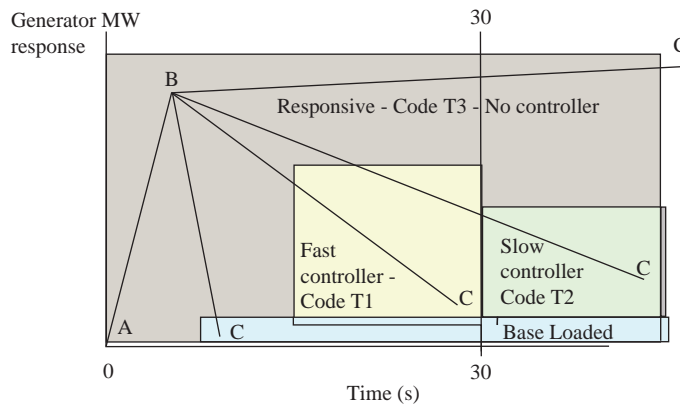 Generator MW
response
30
C
B
Responsive - Code T3 - No controller
Fast
controller -
Code T1
Slow
controller
Code T2
C
C
A
C
Base Loaded
0
30
Time (s)